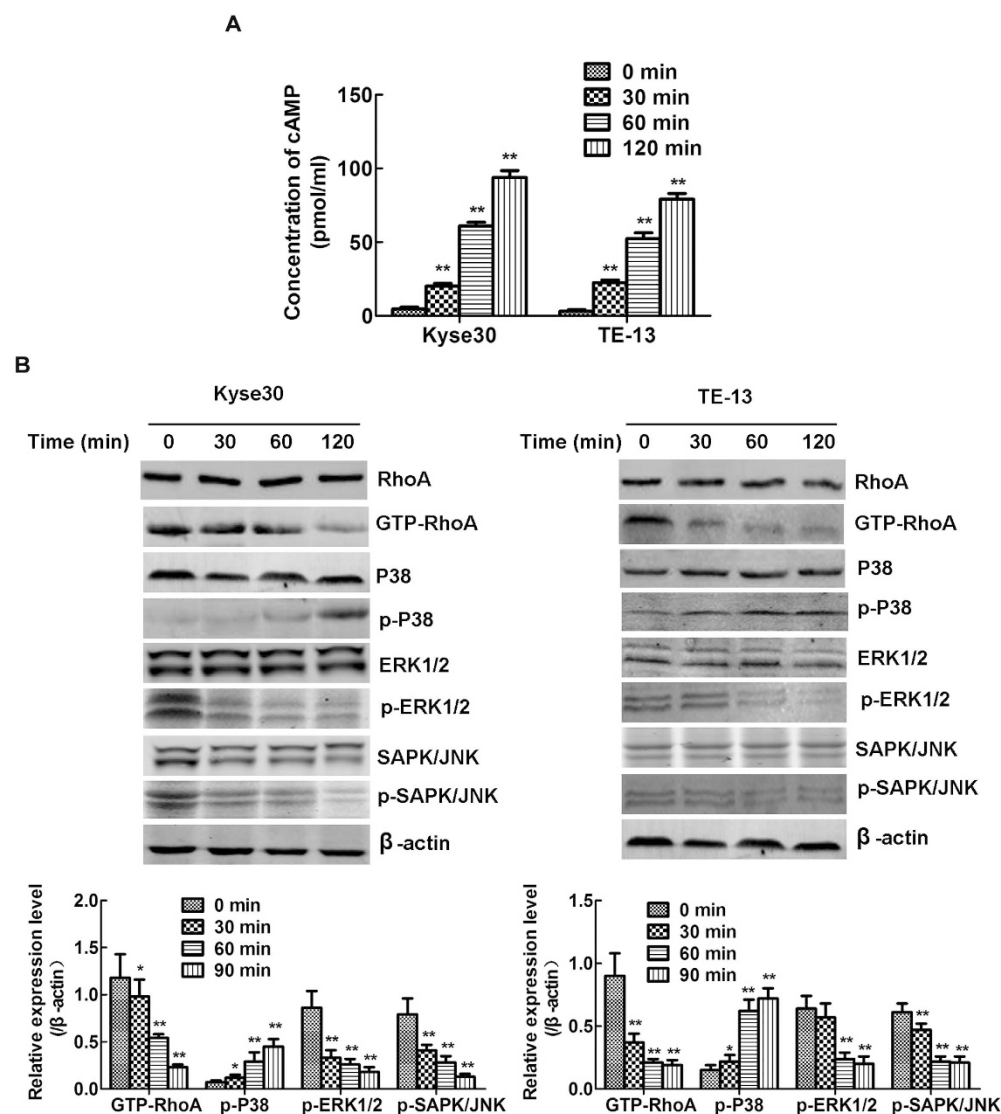 A
0 min
30 min
60 min
120 min
Concentration of cAMP
(pmol/ml)
150
100
50
0
**
**
**
**
**
**
Kyse30
TE-13
B
Kyse30
Time (min) 0 30 60 120
RhoA
GTP-RhoA
P38
p-P38
ERK1/2
p-ERK1/2
SAPK/JNK
p-SAPK/JNK
β-actin
TE-13
Time (min) 0 30 60 120
RhoA
GTP-RhoA
P38
p-P38
ERK1/2
p-ERK1/2
SAPK/JNK
p-SAPK/JNK
β-actin
Relative expression level
(/β-actin)
2.0
1.5
1.0
0.5
0.0
0 min
30 min
60 min
90 min
* ** ** * ** ** ** ** ** ** ** **
GTP-RhoA p-P38 p-ERK1/2 p-SAPK/JNK
Relative expression level
(/β-actin)
1.5
1.0
0.5
0.0
0 min
30 min
60 min
90 min
** ** ** * ** ** ** ** ** ** **
GTP-RhoA p-P38 p-ERK1/2 p-SAPK/JNK